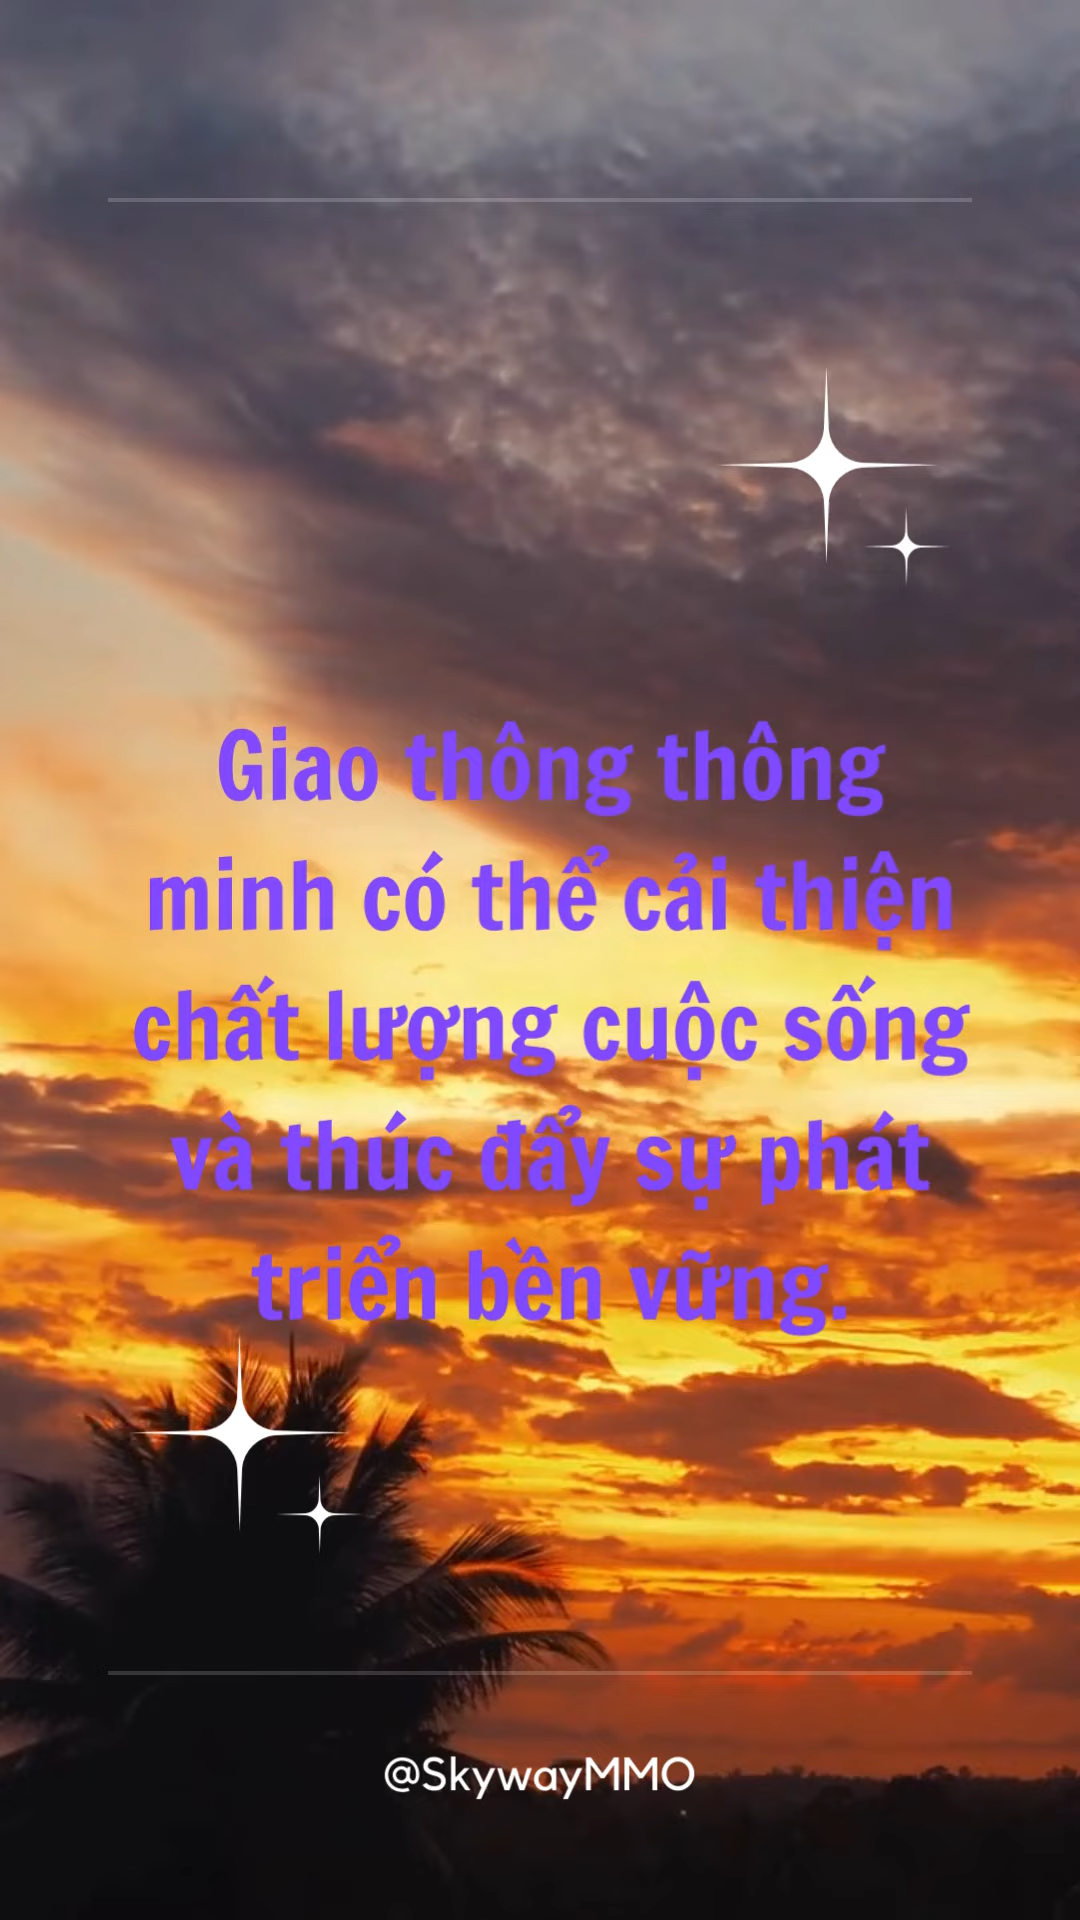 Giao thông thông
minh có thể cải thiện
chất lượng cuộc sống
và thúc đẩy sự phát
triển bền vững.
@SkywayMMO